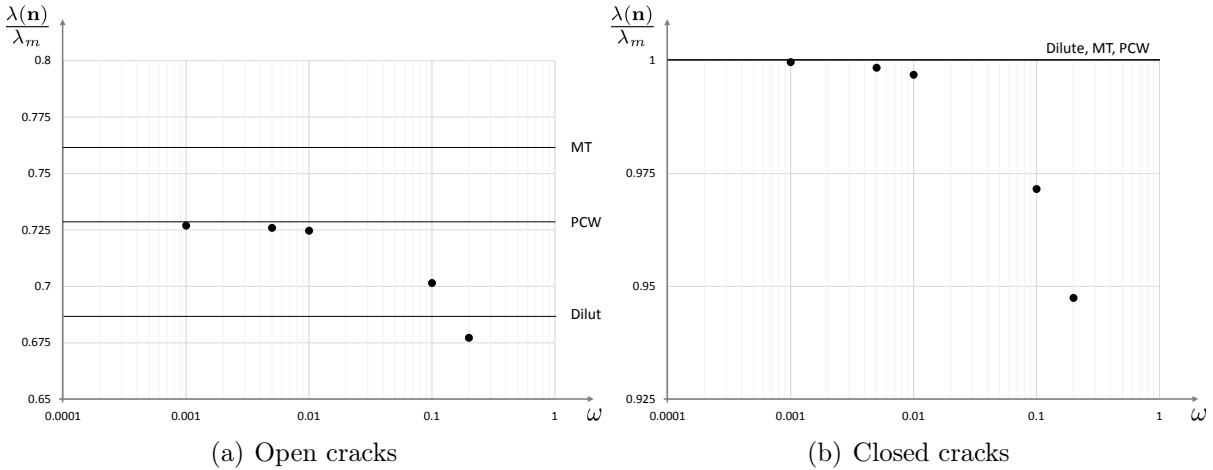 λ(n)
λm
0.8
0.775
MT
0.75
PCW
0.725
0.7
Dilut
0.675
0.65
0.0001 0.001 0.01 0.1 1 ω
(a) Open cracks
λ(n)
λm
Dilute, MT, PCW
1
0.975
0.95
0.925
0.0001 0.001 0.01 0.1 1 ω
(b) Closed cracks